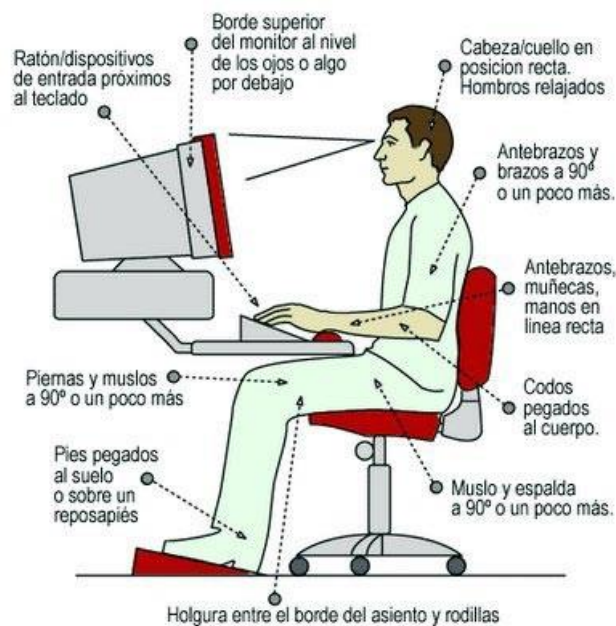 Borde superior
del monitor al nivel
de los ojos o algo
por debajo
Ratón/dispositivos
de entrada próximos
al teclado
Cabeza/cuello en
posicion recta.
Hombros relajados
Antebrazos y
brazos a 90º
o un poco más.
Antebrazos,
muñecas,
manos en
linea recta
Piernas y muslos
a 90º o un poco más
Codos
pegados
al cuerpo.
Pies pegados
al suelo
o sobre un
reposapiés
Muslo y espalda
a 90º o un poco más.
Holgura entre el borde del asiento y rodillas